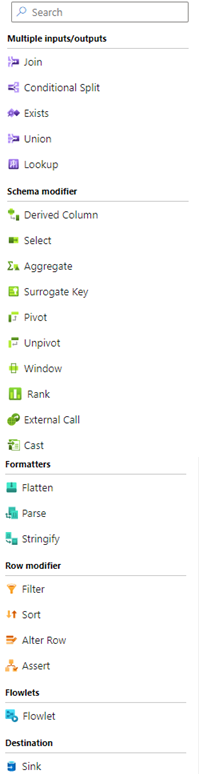 Search
Multiple inputs/outputs
Join
Conditional Split
Exists
Union
Lookup
Schema modifier
Derived Column
Select
Aggregate
Surrogate Key
Pivot
Unpivot
Window
Rank
External Call
Cast
Formatters
Flatten
Parse
Stringify
Row modifier
Filter
Sort
Alter Row
Assert
Flowlets
Flowlet
Destination
Sink